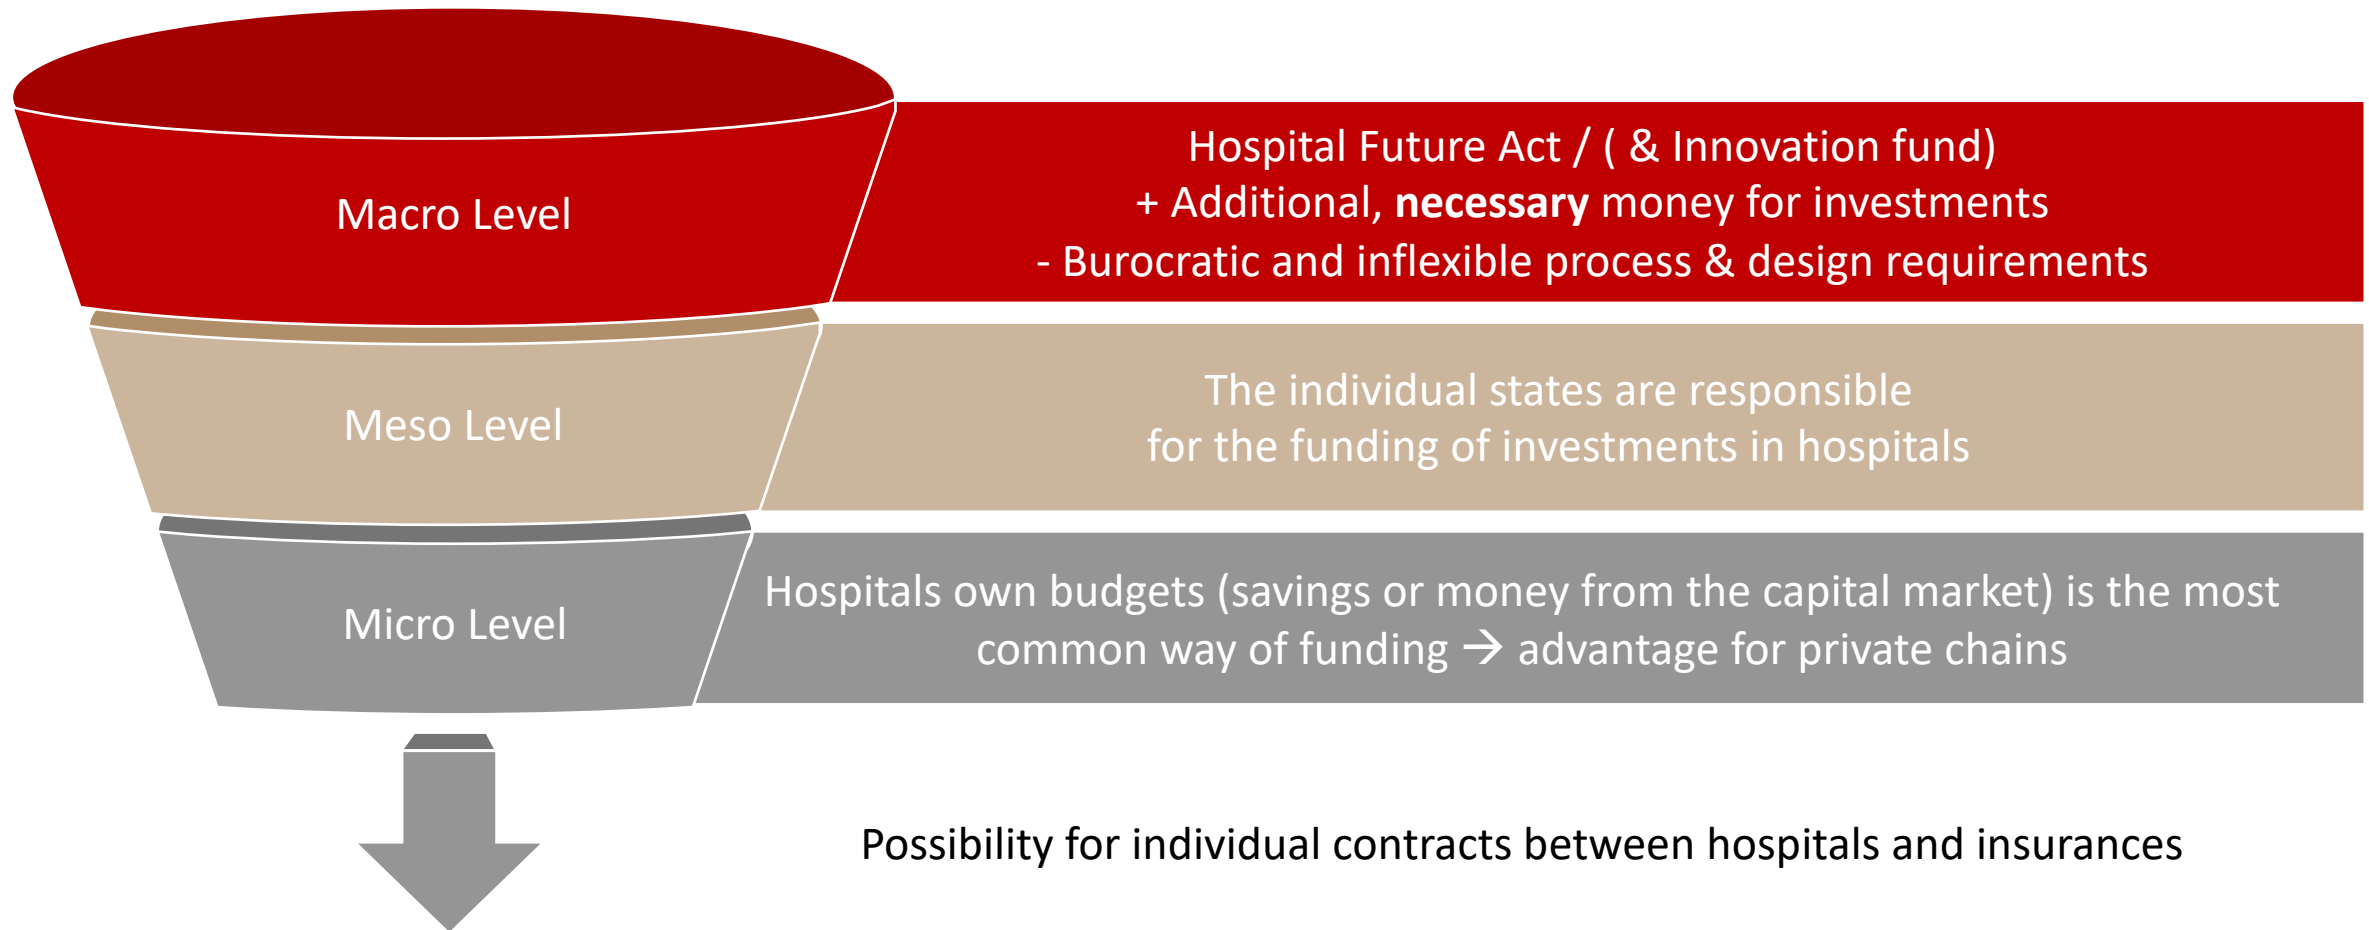 Macro Level
Hospital Future Act / ( & Innovation fund)
+ Additional, necessary money for investments
- Burocratic and inflexible process & design requirements
Meso Level
The individual states are responsible
for the funding of investments in hospitals
Micro Level
Hospitals own budgets (savings or money from the capital market) is the most
common way of funding → advantage for private chains
Possibility for individual contracts between hospitals and insurances